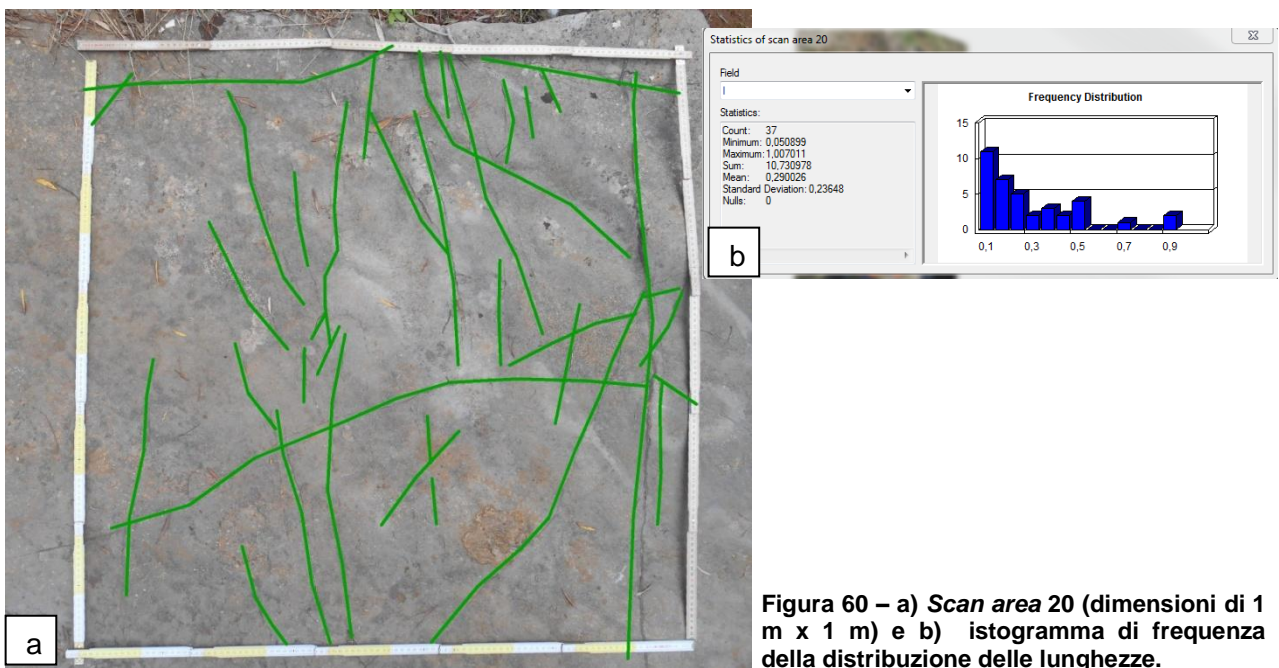 Statistics of scan area 20
Field
l
Statistics:
Count: 37
Minimum: 0,050899
Maximum: 1,007011
Sum: 10,730978
Mean: 0,290026
Standard Deviation: 0,23648
Nulls: 0
Frequency Distribution
15
10
5
0
0,1 0,3 0,5 0,7 0,9
b
a
Figura 60 – a) Scan area 20 (dimensioni di 1
m x 1 m) e b) istogramma di frequenza
della distribuzione delle lunghezze.